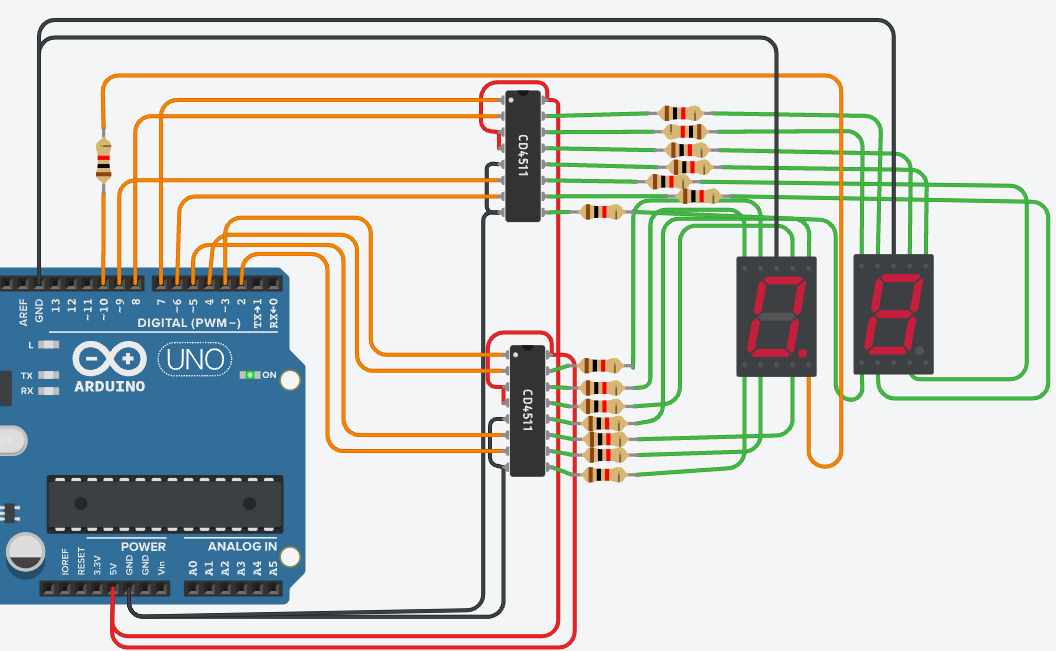 CD4511
AREF
GND
13
12
~11
~10
~9
8
7
~6
~5
4
~3
2
TX→1
RX←0
DIGITAL (PWM~)
L
TX
RX
UNO
ARDUINO
ON
CD4511
POWER
ANALOG IN
IOREF
RESET
3.3V
5V
GND
GND
Vin
A0
A1
A2
A3
A4
A5